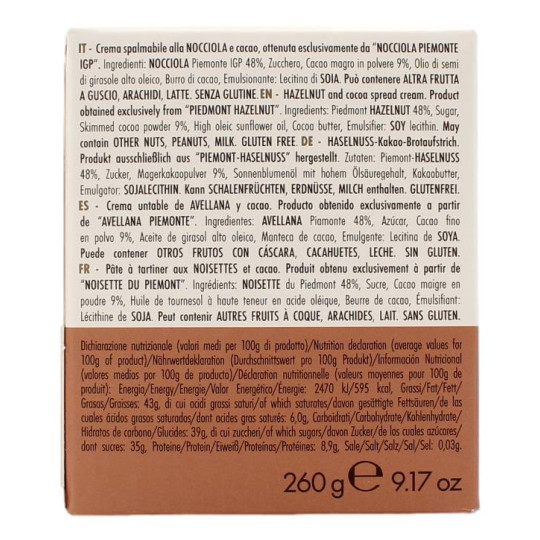 IT - Crema spalmabile alla NOCCIOLA e cacao, ottenuta esclusivamente da "NOCCIOLA PIEMONTE
IGP". Ingredienti: NOCCIOLA Piemonte IGP 48%, Zucchero, Cacao magro in polvere 9%, Olio di semi
di girasole alto oleico, Burro di cacao, Emulsionante: Lecitina di SOIA. Può contenere ALTRA FRUTTA
A GUSCIO, ARACHIDI, LATTE. SENZA GLUTINE. EN - HAZELNUT and cocoa spread cream. Product
obtained exclusively from "PIEDMONT HAZELNUT". Ingredients: Piedmont HAZELNUT 48%, Sugar,
Skimmed cocoa powder 9%, High oleic sunflower oil, Cocoa butter, Emulsifier: SOY lecithin. May
contain OTHER NUTS, PEANUTS, MILK. GLUTEN FREE. DE - HASELNUSS-Kakao-Brotaufstrich.
Produkt ausschließlich aus "PIEMONT-HASELNUSS" hergestellt. Zutaten: Piemont-HASELNUSS
48%, Zucker, Magerkakaopulver 9%, Sonnenblumenöl mit hohem Ölsäuregehalt, Kakaobutter,
Emulgator: SOJALECITHIN. Kann SCHALENFRÜCHTEN, ERDNÜSSE, MILCH enthalten. GLUTENFREI.
ES - Crema untable de AVELLANA y cacao. Producto obtenido exclusivamente a partir
de "AVELLANA PIEMONTE". Ingredientes: AVELLANA Piamonte 48%, Azúcar, Cacao fino
en polvo 9%, Aceite de girasol alto oleico, Manteca de cacao, Emulgente: Lecitina de SOYA.
Puede contener OTROS FRUTOS CON CÁSCARA, CACAHUETES, LECHE. SIN GLUTEN.
FR - Pâte à tartiner aux NOISETTES et cacao. Produit obtenu exclusivement à partir de
"NOISETTE DU PIEMONT". Ingrédients: NOISETTE du Piedmont 48%, Sucre, Cacao maigre en
poudre 9%, Huile de tournesol à haute teneur en acide oléique, Beurre de cacao, Émulsifiant:
Lécithine de SOJA. Peut contenir AUTRES FRUITS À COQUE, ARACHIDES, LAIT. SANS GLUTEN.
Dichiarazione nutrizionale (valori medi per 100g di prodotto)/Nutrition declaration (average values for
100g of product)/Nährwertdeklaration (Durchschnittswert pro 100g Produkt)/Información Nutricional
(valores medios por 100g de producto)/Déclaration nutritionnelle (valeurs moyennes pour 100g de
produit): Energia/Energy/Energie/Valor Energético/Énergie: 2470 kJ/595 kcal, Grassi/Fat/Fett/
Grasas/Graisses: 43g, di cui acidi grassi saturi/of which saturates/davon gesättigte Fettsäuren/de las
cuales ácidos grasos saturados/dont acides gras saturés: 6,0g, Carboidrati/Carbohydrate/Kohlenhydrate/
Hidratos de carbono/Glucides: 39g, di cui zuccheri/of which sugars/davon Zucker/de los cuales azúcares/
dont sucres: 35g, Proteine/Protein/Eiweiß/Proteínas/Protéines: 8,9g, Sale/Salt/Salz/Sal/Sel: 0,03g.
260 g ℮ 9.17 oz